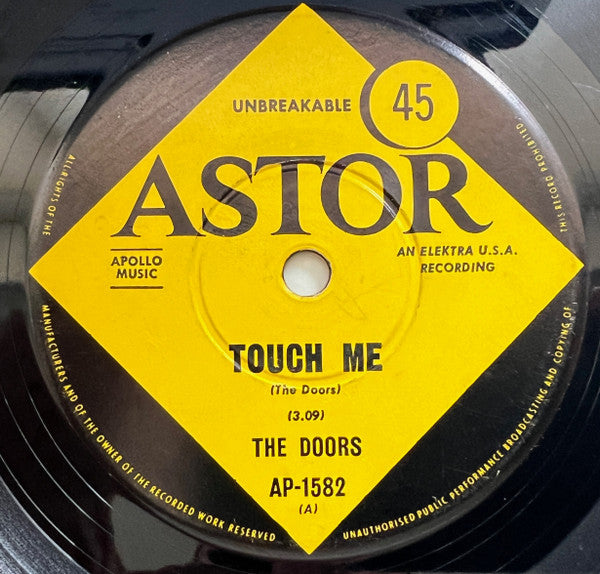 UNBREAKABLE
45
ASTOR
APOLLO
MUSIC
AN ELEKTRA U.S.A.
RECORDING
TOUCH ME
(The Doors)
(3.09)
THE DOORS
AP-1582
(A)
ALL RIGHTS OF THE
MANUFACTURERS AND OF THE OWNER OF THE RECORDED WORK RESERVED
UNAUTHORISED PUBLIC PERFORMANCE BROADCASTING AND COPYING OF
THIS RECORD PROHIBITED